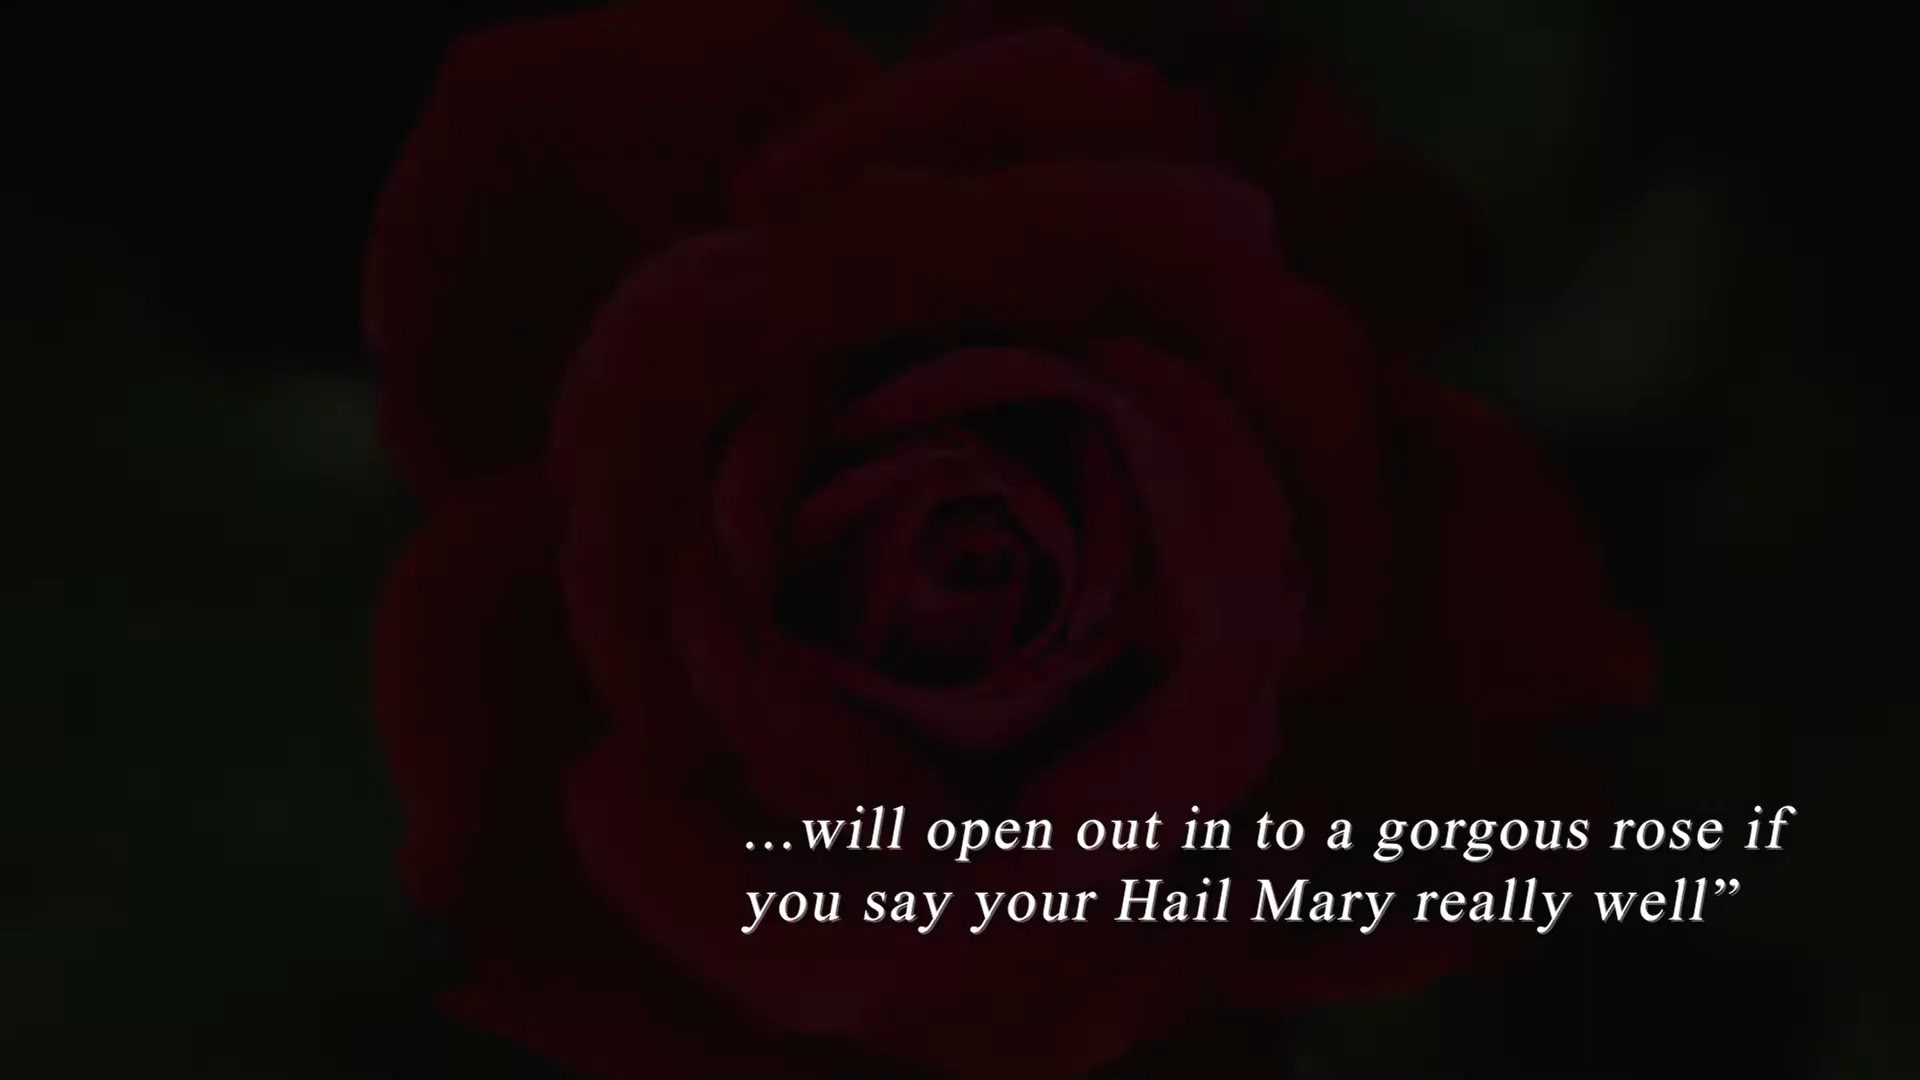 ...will open out in to a gorgous rose if
you say your Hail Mary really well”